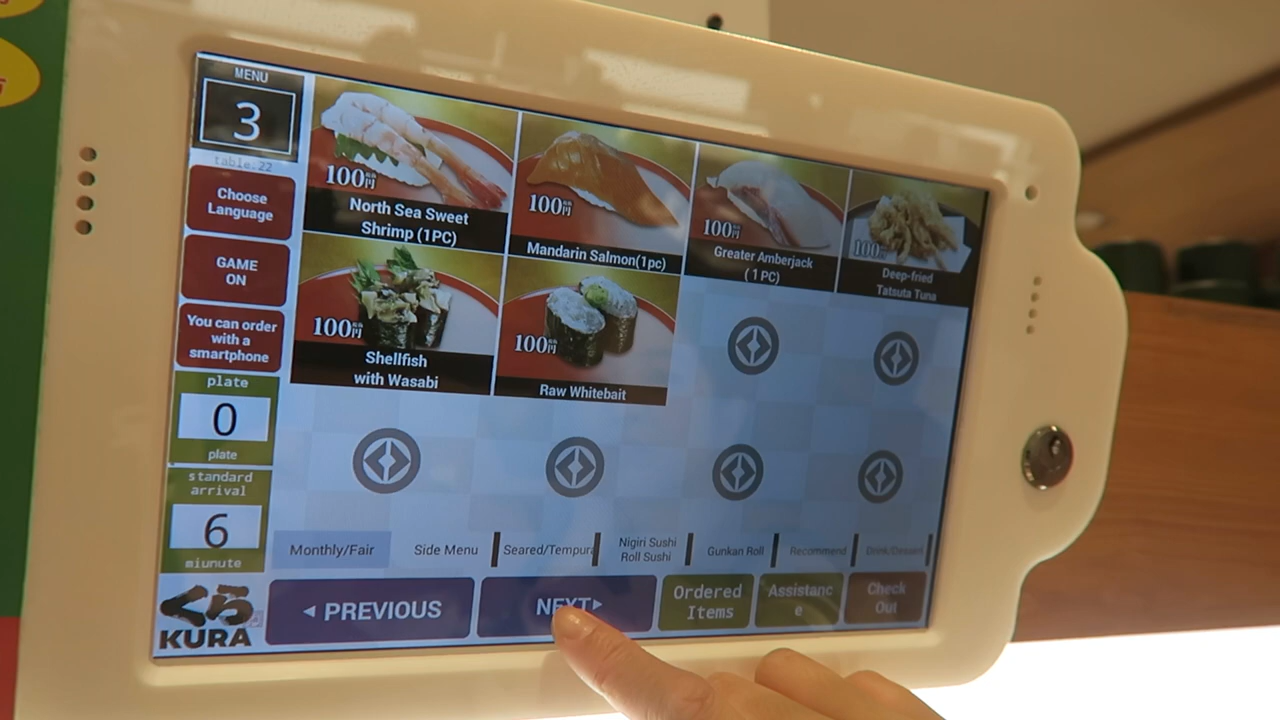 MENU
3
table:22
Choose
Language
GAME
ON
You can order
with a
smartphone
plate
0
plate
standard
arrival
6
miunute
くら
KURA
100円
North Sea Sweet
Shrimp (1PC)
100円
Mandarin Salmon(1pc)
100円
Greater Amberjack
(1 PC)
100
Deep-fried
Tatsuta Tuna
100円
Shellfish
with Wasabi
100円
Raw Whitebait
Monthly/Fair
Side Menu
Seared/Tempura
Nigiri Sushi
Roll Sushi
Gunkan Roll
Recommend
Drink/Dessert
◀ PREVIOUS
NEXT▶
Ordered
Items
Assistanc
e
Check
Out